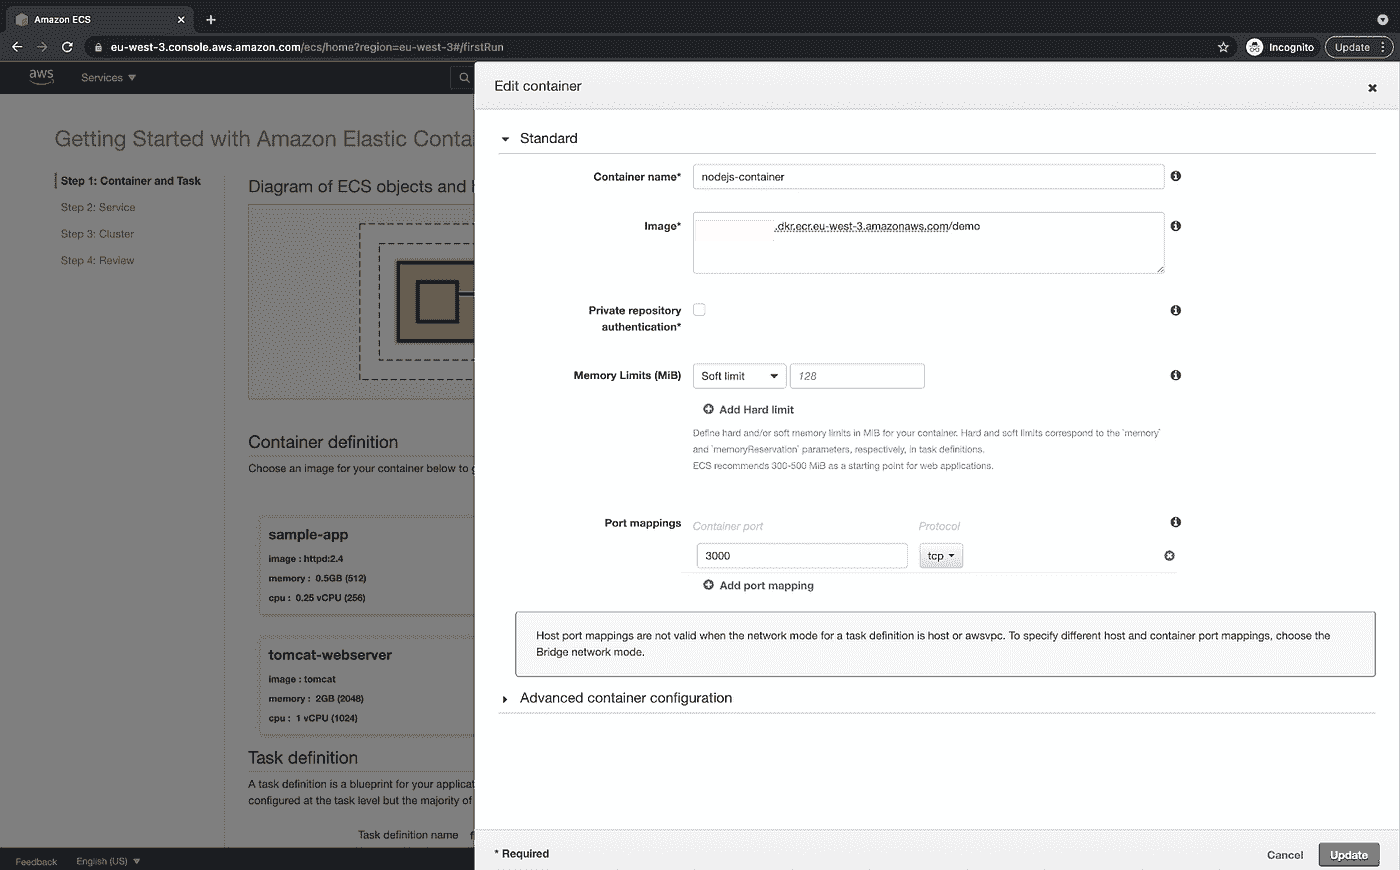 Amazon ECS
eu-west-3.console.aws.amazon.com/ecs/home?region=eu-west-3#/firstRun
Incognito
Update
aws
Services
Edit container
Getting Started with Amazon Elastic Conta
Step 1: Container and Task
Step 2: Service
Step 3: Cluster
Step 4: Review
Diagram of ECS objects and
Container definition
Choose an image for your container below to
sample-app
image : httpd:2.4
memory : 0.5GB (512)
cpu : 0.25 vCPU (256)
tomcat-webserver
image : tomcat
memory : 2GB (2048)
cpu : 1 vCPU (1024)
Task definition
A task definition is a blueprint for your applica
configured at the task level but the majority of
Task definition name
Standard
Container name*
nodejs-container
Image*
.dkr.ecr.eu-west-3.amazonaws.com/demo
Private repository
authentication*
Memory Limits (MiB)
Soft limit
128
Add Hard limit
Define hard and/or soft memory limits in MiB for your container. Hard and soft limits correspond to the `memory`
and `memoryReservation` parameters, respectively, in task definitions.
ECS recommends 300-500 MiB as a starting point for web applications.
Port mappings
Container port
Protocol
3000
tcp
Add port mapping
Host port mappings are not valid when the network mode for a task definition is host or awsvpc. To specify different host and container port mappings, choose the
Bridge network mode.
Advanced container configuration
* Required
Cancel
Update
Feedback
English (US)